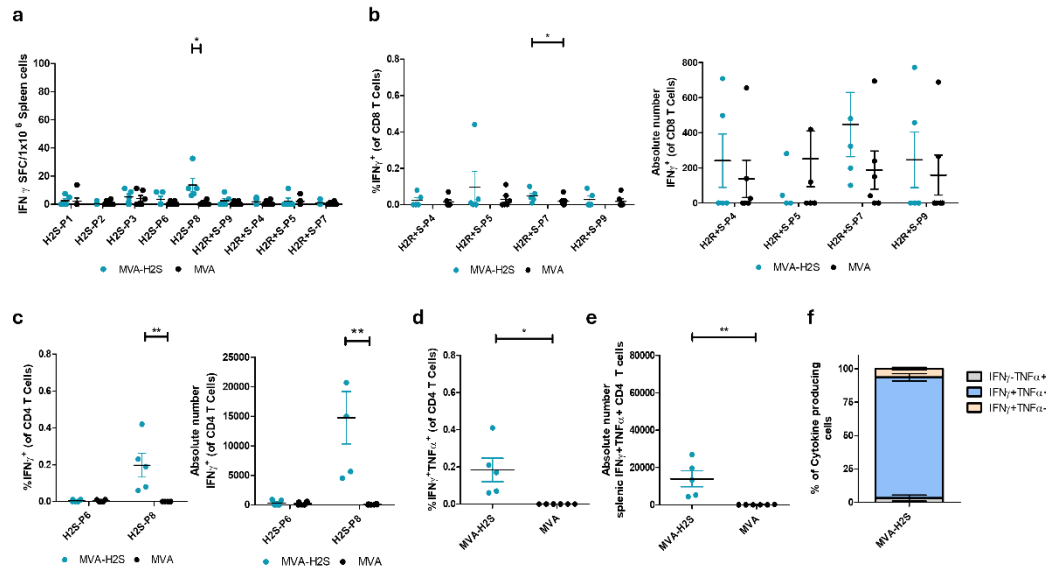 a
IFN γ SFC/1x10⁶ Spleen cells
100
80
60
40
20
0
*
H2S-P1
H2S-P2
H2S-P3
H2S-P6
H2S-P8
H2R+S-P9
H2R+S-P4
H2R+S-P5
H2R+S-P7
MVA-H2S
MVA
b
%IFNγ⁺ (of CD8 T Cells)
0.8
0.6
0.4
0.2
0.0
*
H2R+S-P4
H2R+S-P5
H2R+S-P7
H2R+S-P9
MVA-H2S
MVA
Absolute number
IFNγ⁺ (of CD8 T Cells)
800
600
400
200
0
H2R+S-P4
H2R+S-P5
H2R+S-P7
H2R+S-P9
MVA-H2S
MVA
c
%IFNγ⁺ (of CD4 T Cells)
0.8
0.6
0.4
0.2
0.0
**
H2S-P6
H2S-P8
MVA-H2S
MVA
Absolute number
IFNγ⁺ (of CD4 T Cells)
25000
20000
15000
10000
5000
0
**
H2S-P6
H2S-P8
MVA-H2S
MVA
d
% IFNγ⁺TNFα⁺ (of CD4 T Cells)
0.8
0.6
0.4
0.2
0.0
*
MVA-H2S
MVA
e
Absolute number
splenic IFNγ+TNFα+ CD4 T cells
80000
60000
40000
20000
0
**
MVA-H2S
MVA
f
% of Cytokine producing
cells
100
75
50
25
0
MVA-H2S
IFNγ-TNFα+
IFNγ+TNFα+
IFNγ+TNFα-